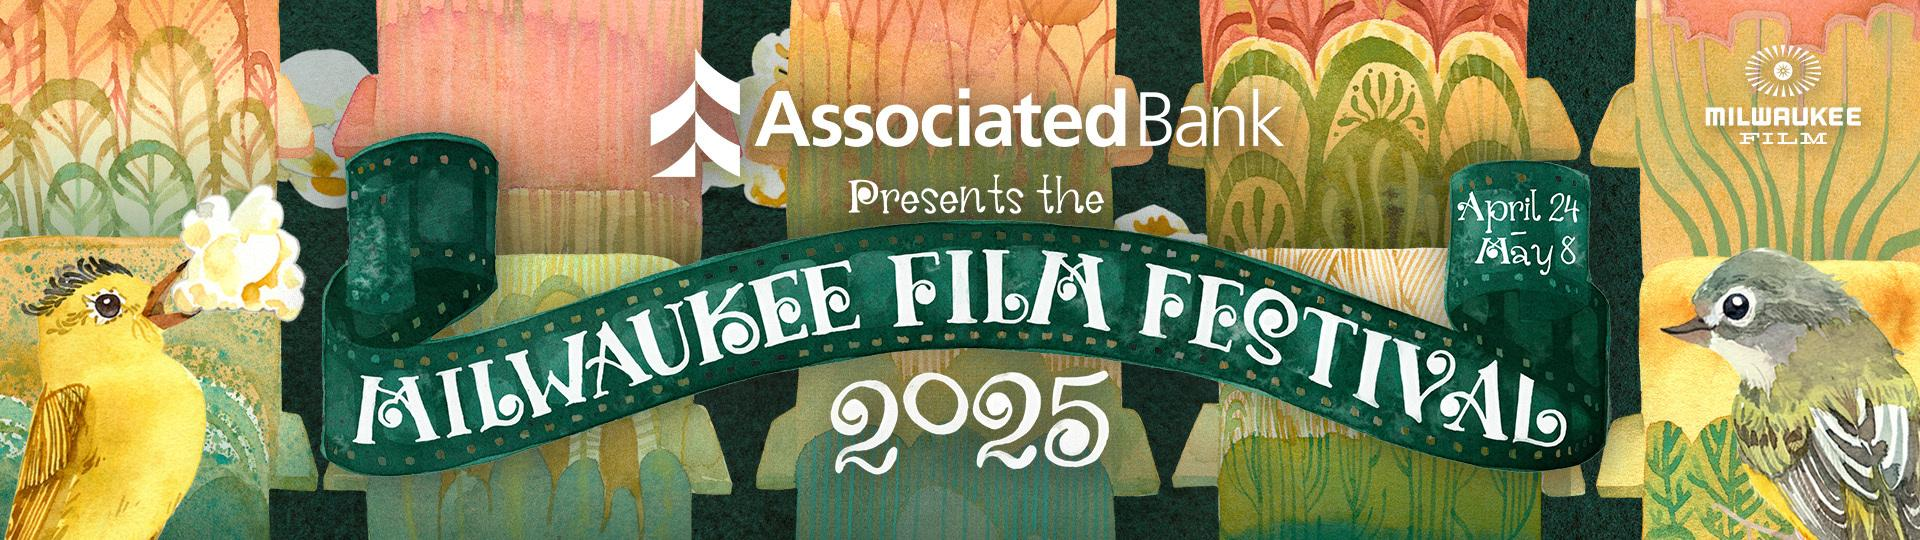 Associated Bank
Presents the
MILWAUKEE FILM FESTIVAL
2025
April 24
–
May 8
MILWAUKEE
FILM